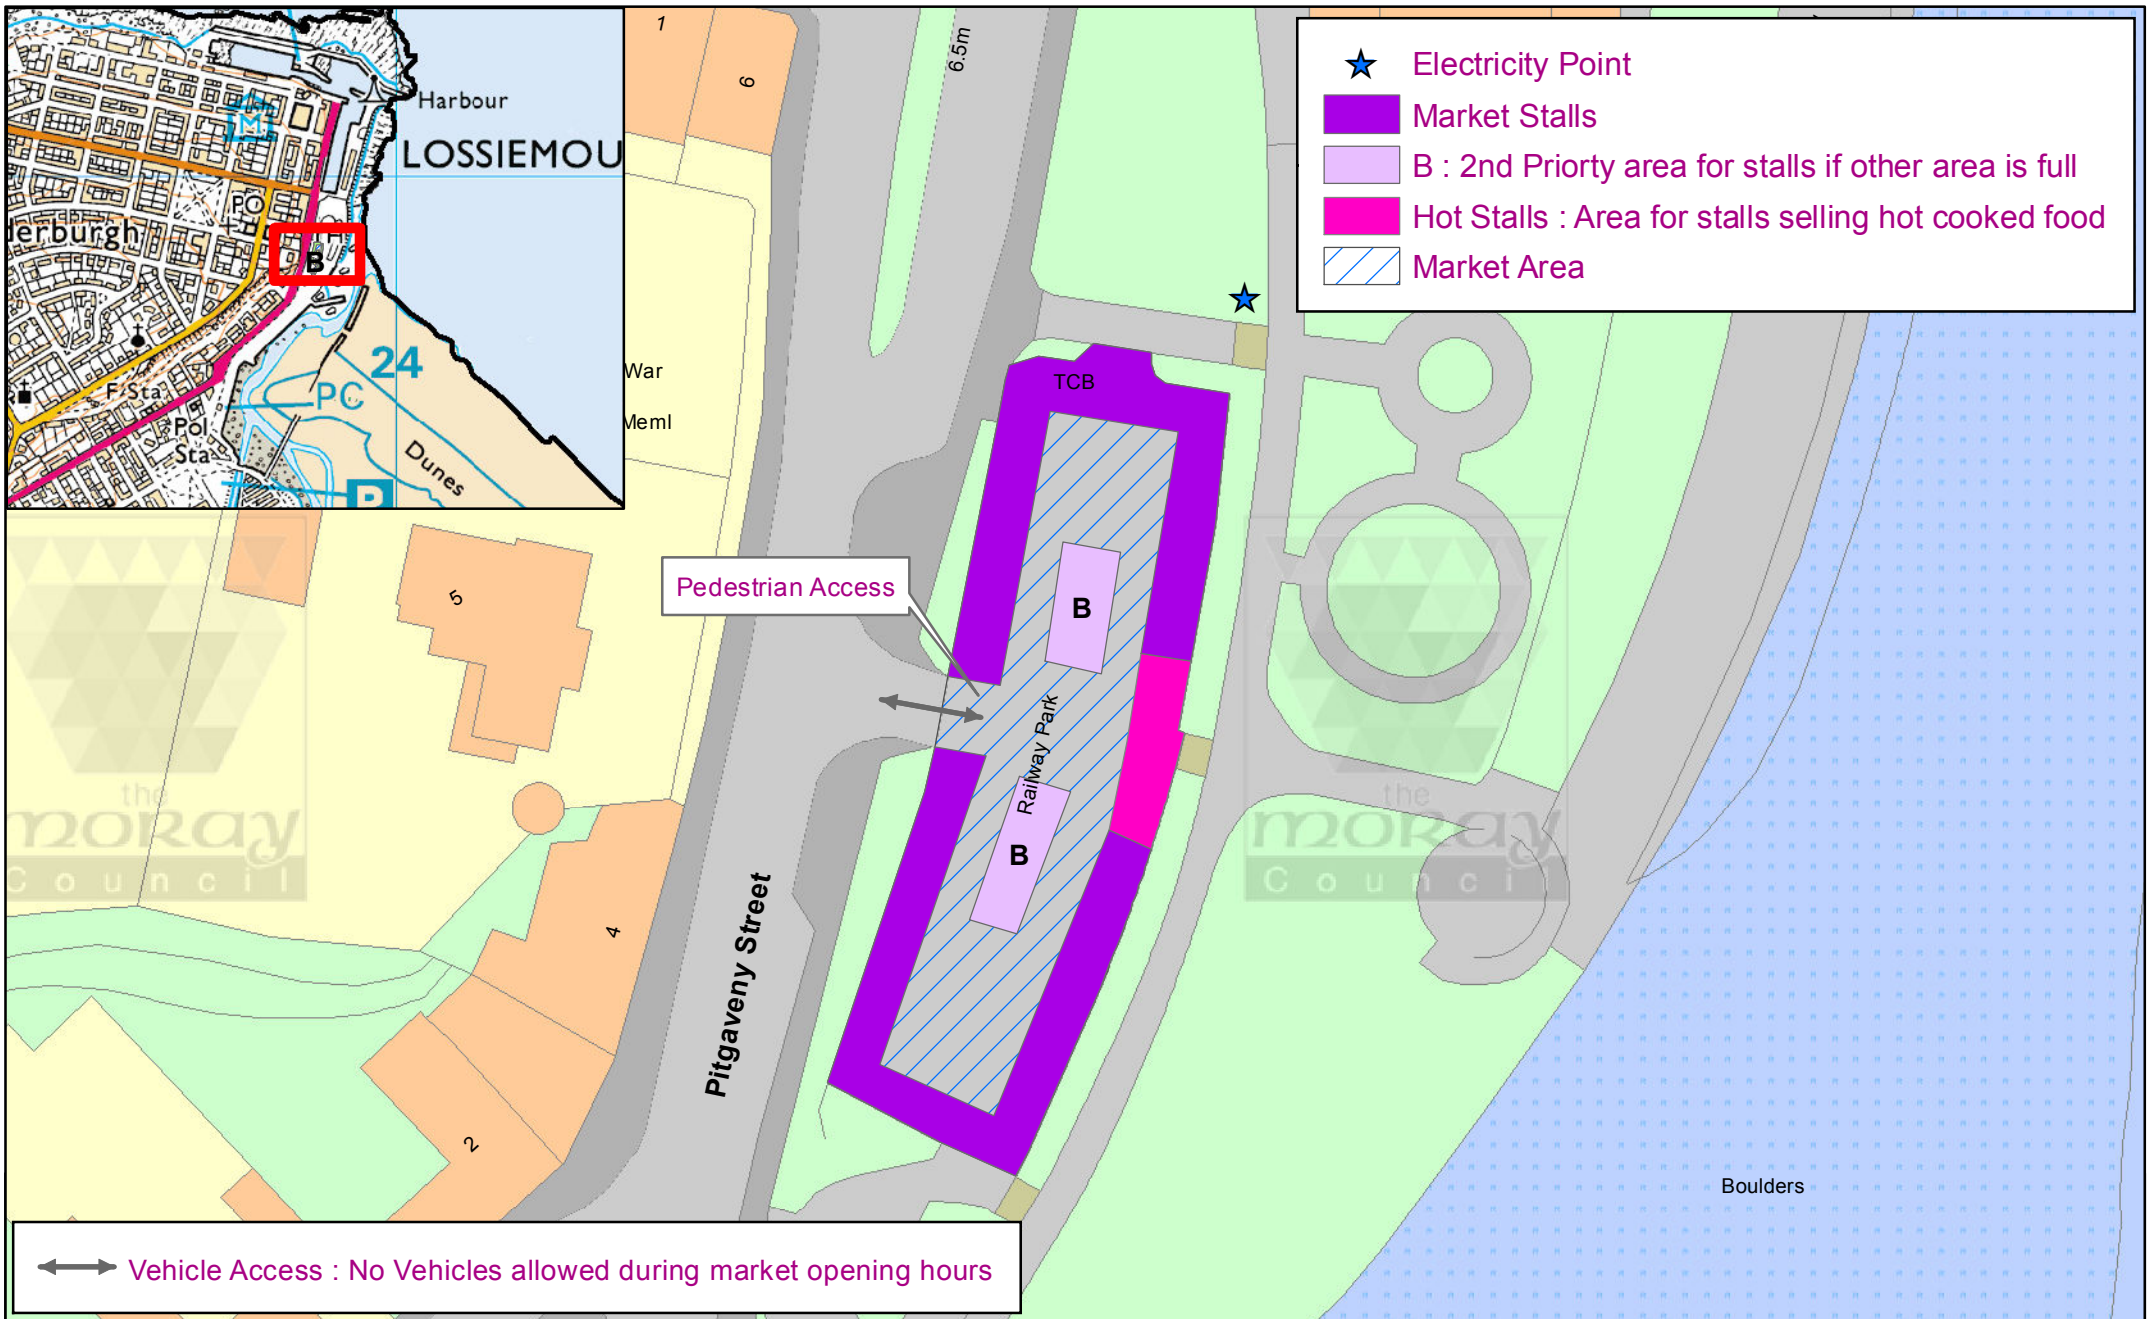 Harbour
LOSSIEMOU
M
PO
derburgh
B
24
PC
F Sta
Pol
Sta
Dunes
P
1
6
6.5m
Electricity Point
Market Stalls
B : 2nd Priorty area for stalls if other area is full
Hot Stalls : Area for stalls selling hot cooked food
Market Area
War
Meml
TCB
5
Pedestrian Access
B
Railway Park
B
the
moray
Council
the
moray
Counci
4
Pitgaveny Street
2
Boulders
Vehicle Access : No Vehicles allowed during market opening hours